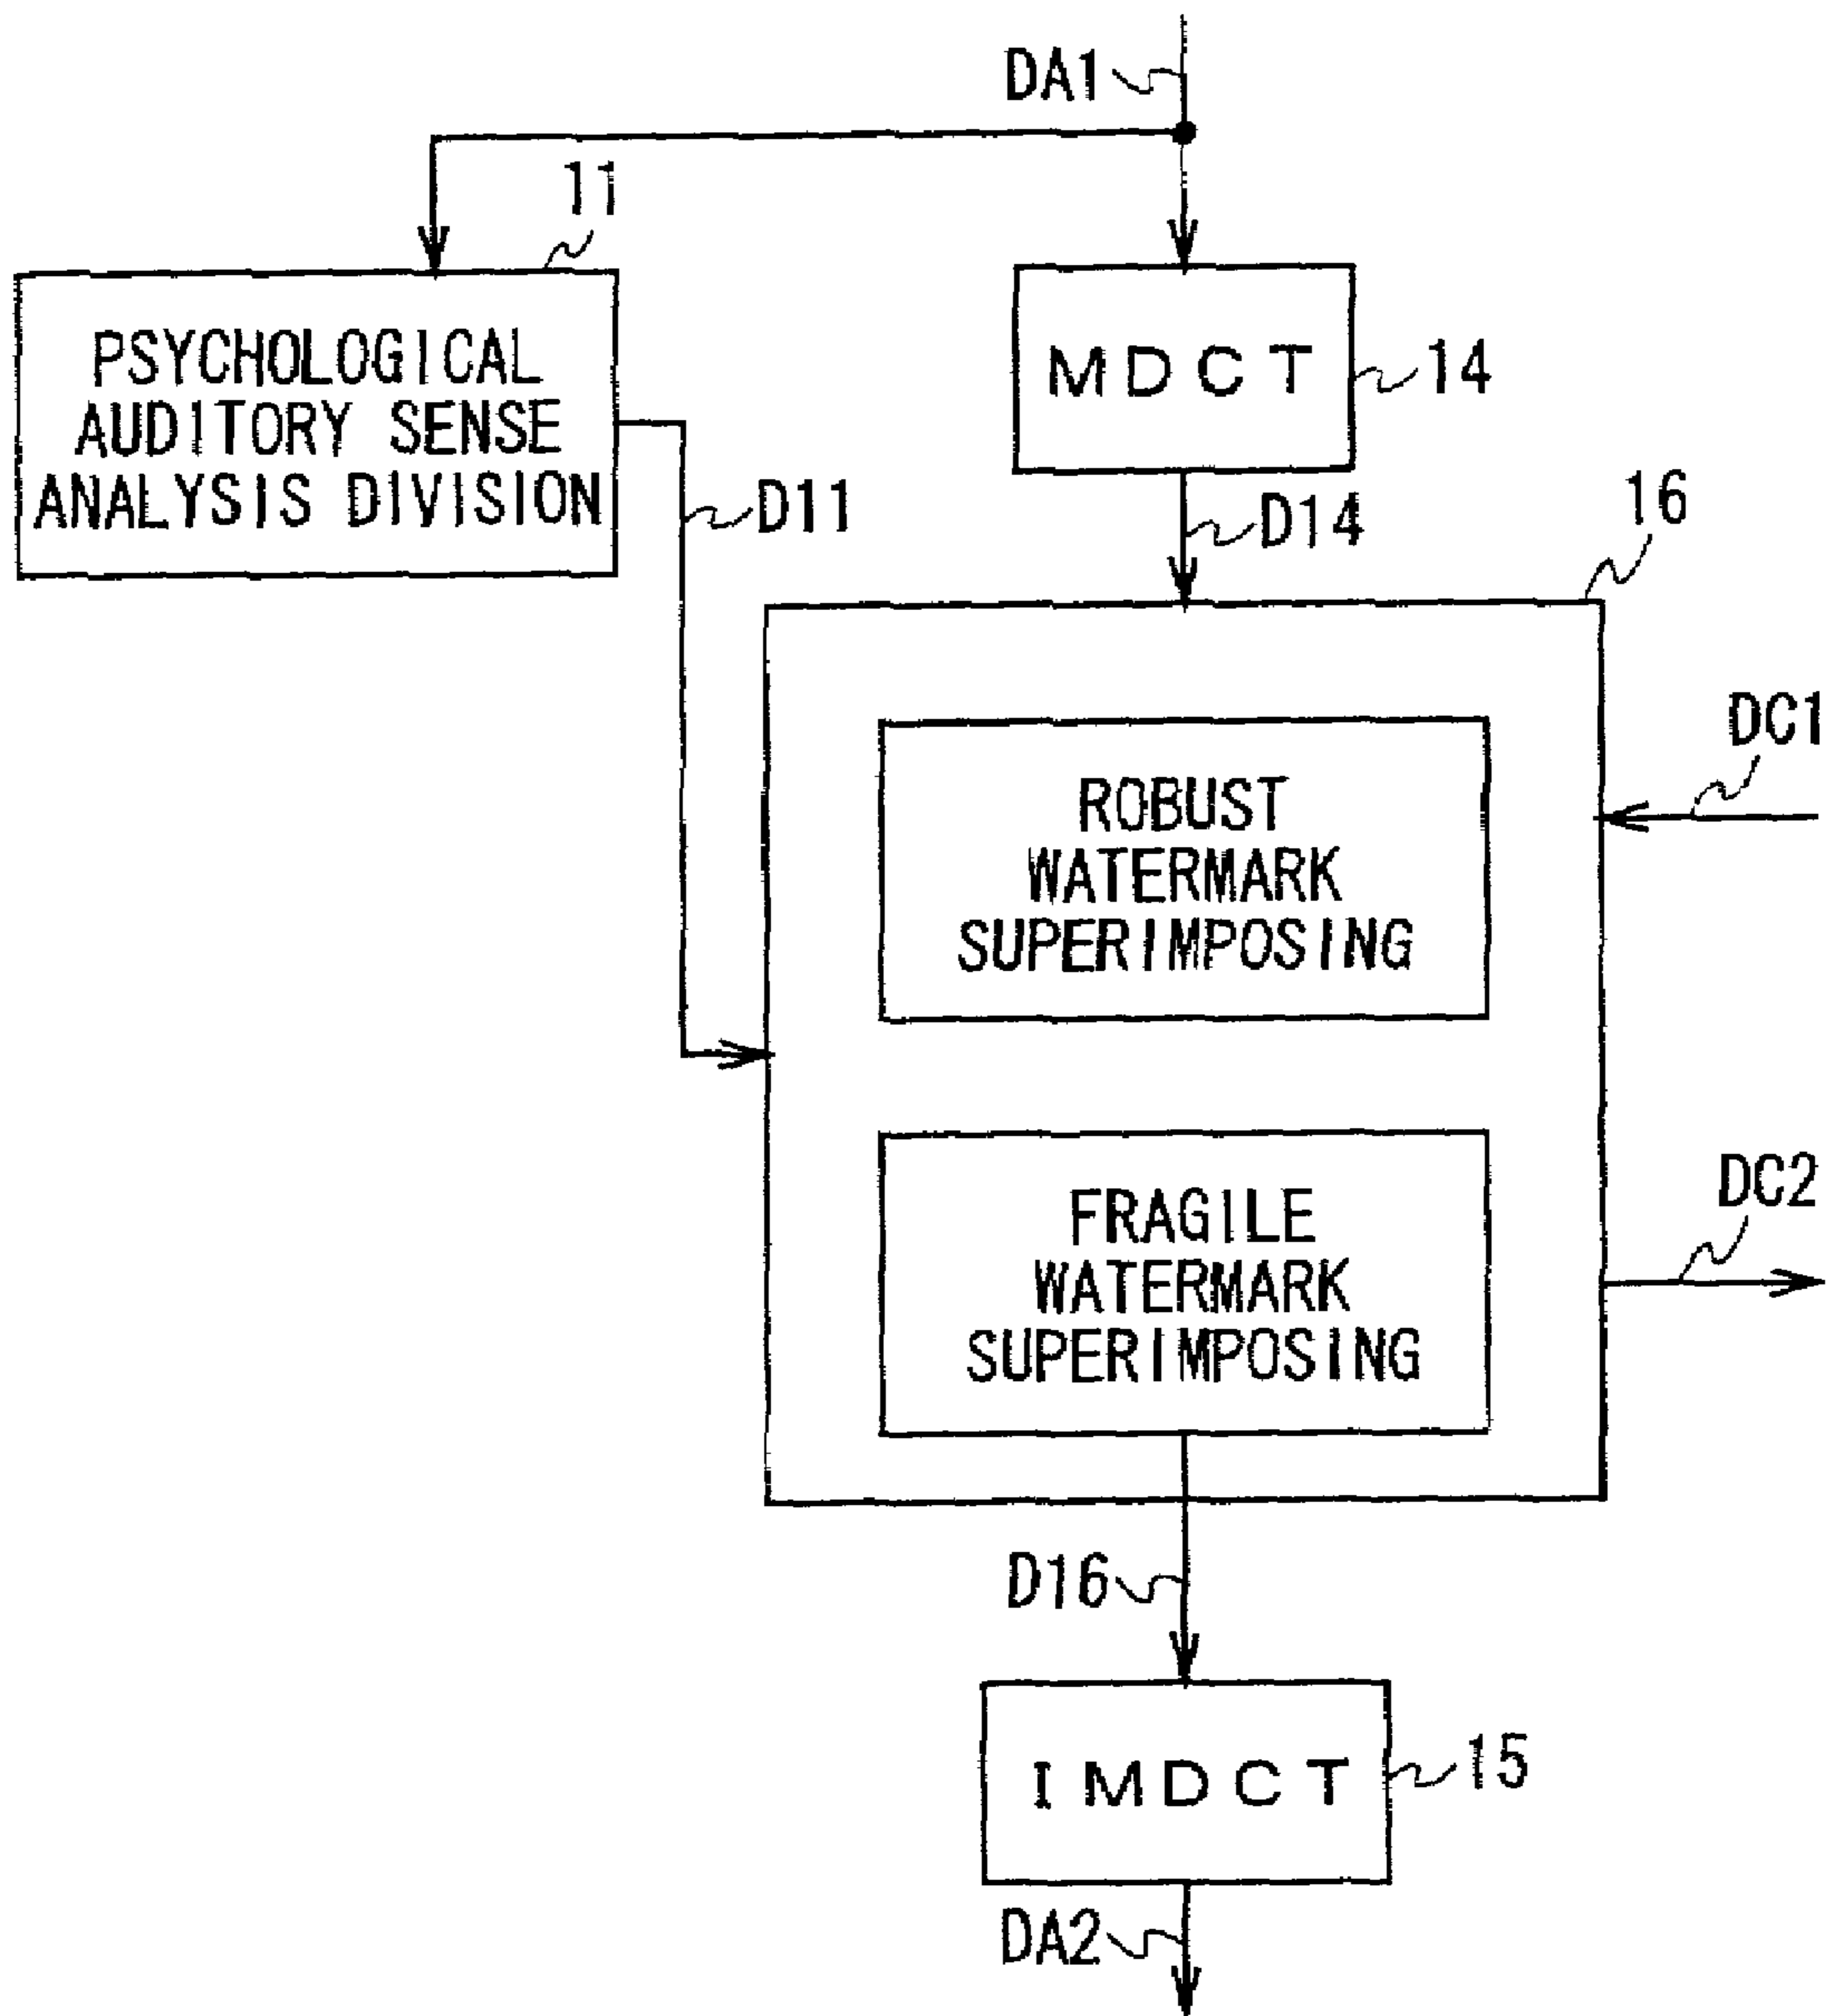 DA1
11
PSYCHOLOGICAL
AUDITORY SENSE
ANALYSIS DIVISION
MDCT
14
D11
D14
16
ROBUST
WATERMARK
SUPERIMPOSING
DC1
FRAGILE
WATERMARK
SUPERIMPOSING
DC2
D16
IMDCT
15
DA2